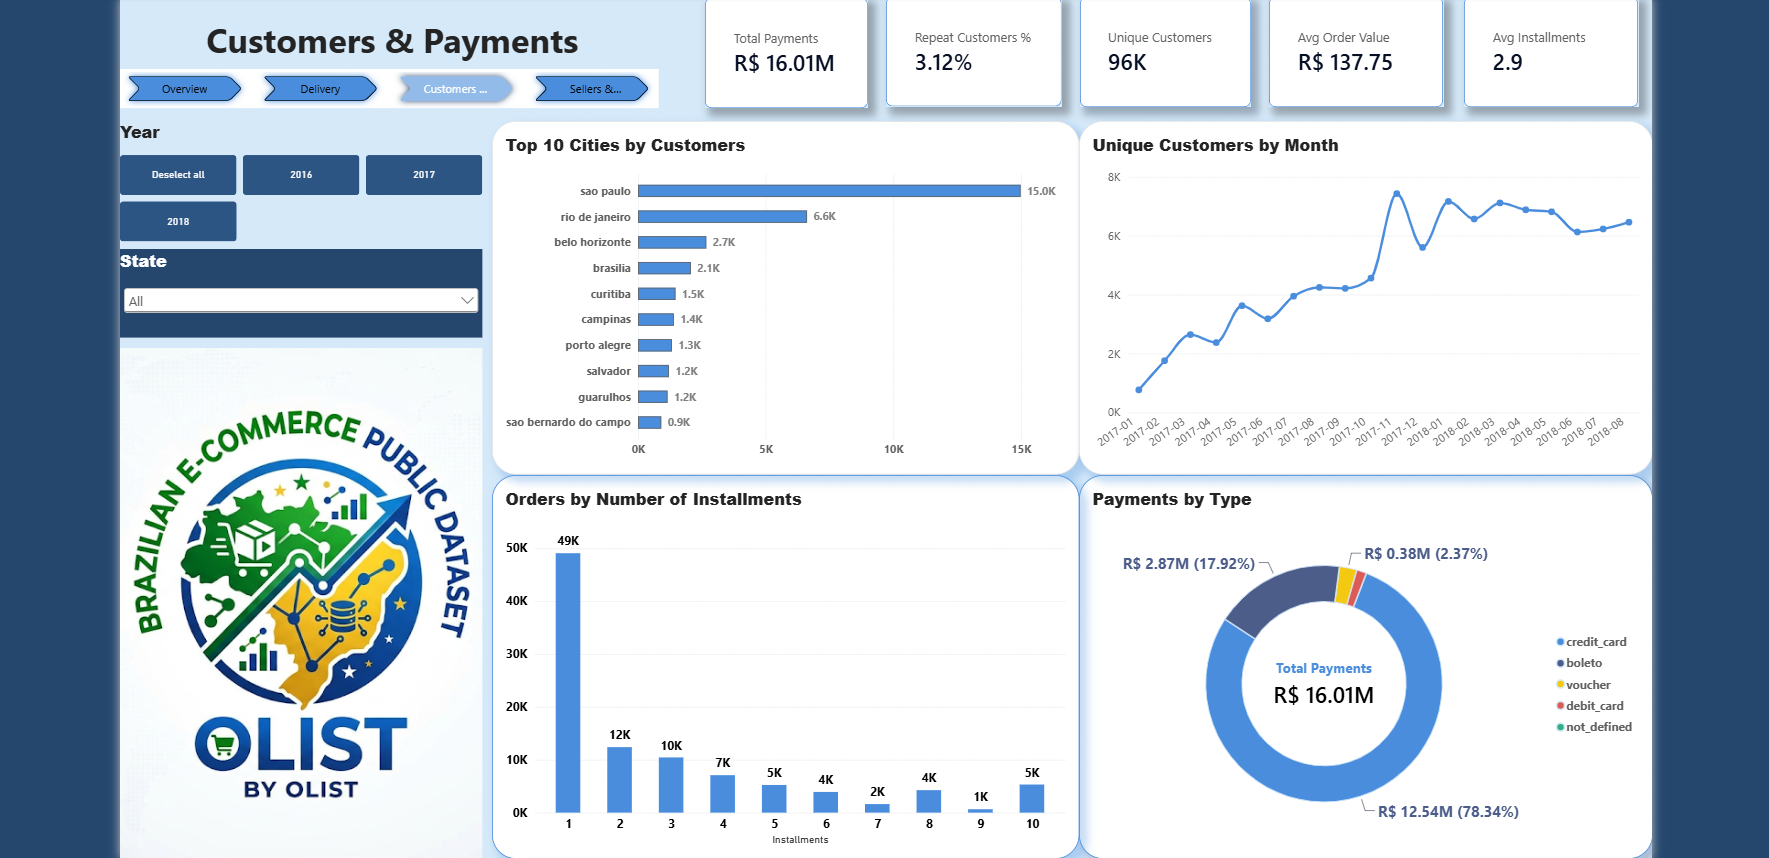 Customers & Payments
Overview
Delivery
Customers ...
Sellers &...
Total Payments
R$ 16.01M
Repeat Customers %
3.12%
Unique Customers
96K
Avg Order Value
R$ 137.75
Avg Installments
2.9
Year
Deselect all
2016
2017
2018
State
All
BRAZILIAN E-COMMERCE PUBLIC DATASET
OLIST
BY OLIST
Top 10 Cities by Customers
sao paulo 15.0K
rio de janeiro 6.6K
belo horizonte 2.7K
brasilia 2.1K
curitiba 1.5K
campinas 1.4K
porto alegre 1.3K
salvador 1.2K
guarulhos 1.2K
sao bernardo do campo 0.9K
0K 5K 10K 15K
Unique Customers by Month
8K
6K
4K
2K
0K
2017-01 2017-02 2017-03 2017-04 2017-05 2017-06 2017-07 2017-08 2017-09 2017-10 2017-11 2017-12 2018-01 2018-02 2018-03 2018-04 2018-05 2018-06 2018-07 2018-08
Orders by Number of Installments
50K
40K
30K
20K
10K
0K
49K 12K 10K 7K 5K 4K 2K 4K 1K 5K
1 2 3 4 5 6 7 8 9 10
Installments
Payments by Type
R$ 2.87M (17.92%)
R$ 0.38M (2.37%)
Total Payments
R$ 16.01M
R$ 12.54M (78.34%)
credit_card
boleto
voucher
debit_card
not_defined